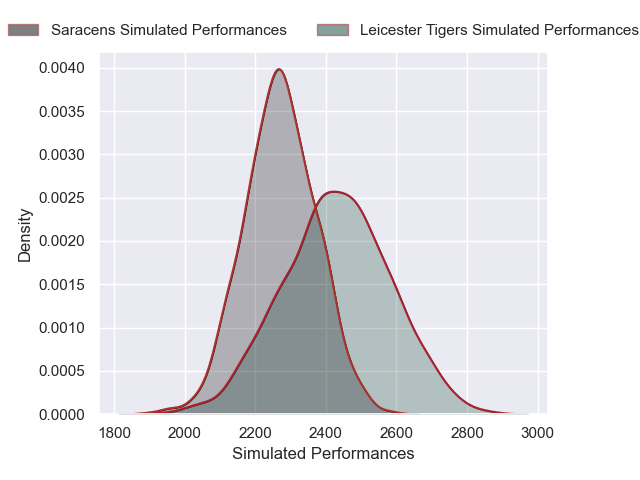 Saracens Simulated Performances Leicester Tigers Simulated Performances
0.0040
0.0035
0.0030
0.0025
0.0020
0.0015
0.0010
0.0005
0.0000
Density
1800 2000 2200 2400 2600 2800 3000
Simulated Performances